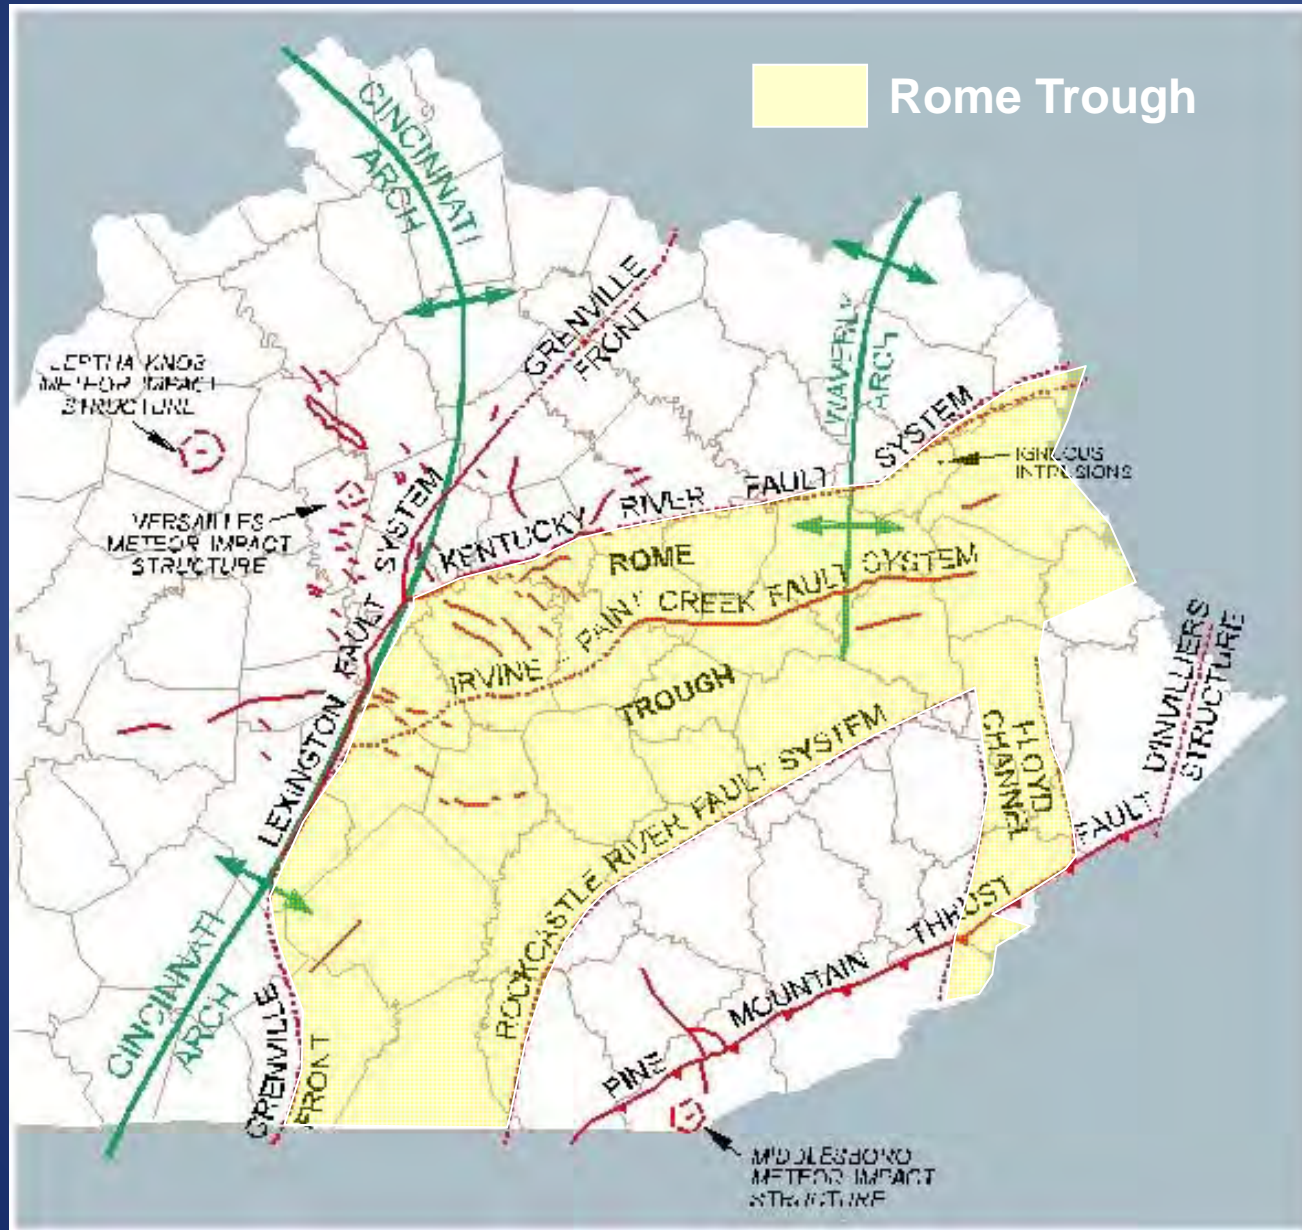 Rome Trough
CINCINNATI
ARCH
GRENVILLE
FRONT
WAVERLY
ARCH
JEPTHA KNOB
METEOR IMPACT
STRUCTURE
VERSAILLES
METEOR IMPACT
STRUCTURE
LEXINGTON FAULT SYSTEM
KENTUCKY RIVER FAULT SYSTEM
IGNEOUS
INTRUSIONS
ROME
TROUGH
IRVINE - PAINT CREEK FAULT SYSTEM
ROCKCASTLE RIVER FAULT SYSTEM
FLOYD
CHANNEL
D'INVILLIERS
STRUCTURE
PINE MOUNTAIN THRUST FAULT
CINCINNATI
ARCH
GRENVILLE
FRONT
MIDDLESBORO
METEOR IMPACT
STRUCTURE